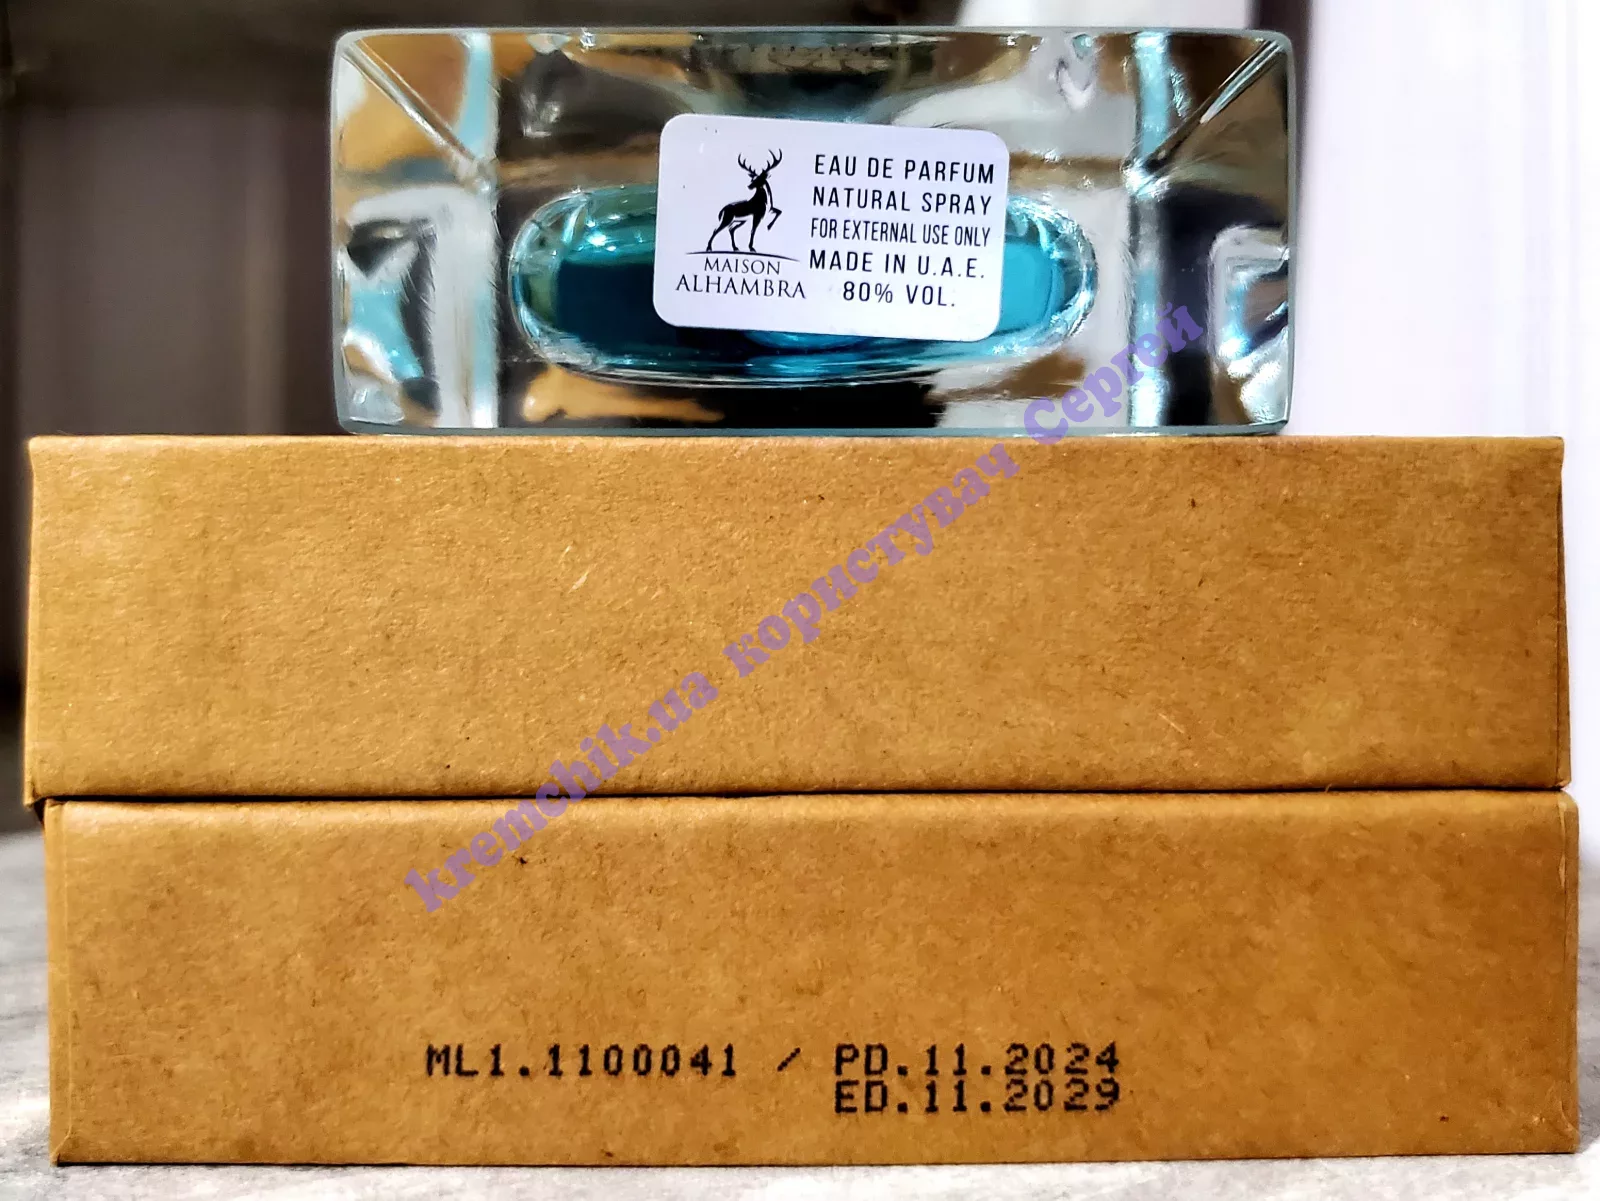 EAU DE PARFUM
NATURAL SPRAY
FOR EXTERNAL USE ONLY
MADE IN U.A.E.
80% VOL.
MAISON
ALHAMBRA
kremchik.ua користувач Сергей
ML1.1100041 / PD.11.2024
ED.11.2029